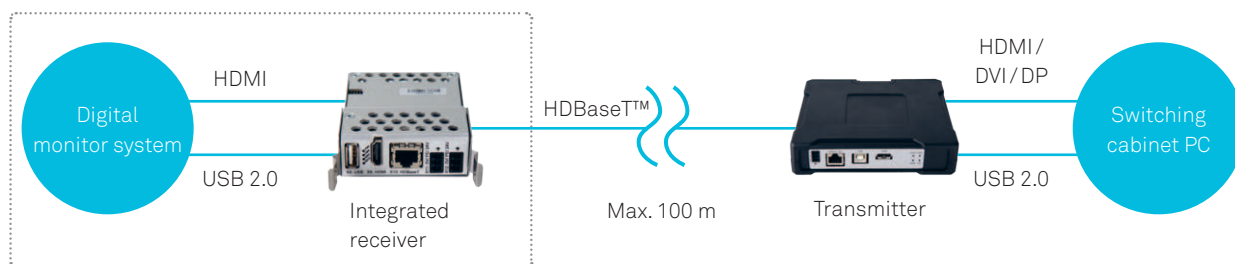 Digital
monitor system
HDMI
USB 2.0
Integrated
receiver
HDBaseT™
Max. 100 m
Transmitter
HDMI /
DVI / DP
USB 2.0
Switching
cabinet PC